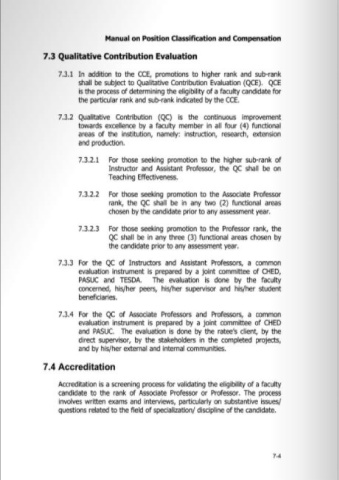 Manual on Position Classification and Compensation
7.3 Qualitative Contribution Evaluation
7.3.1 In addition to the CCE, promotions to higher rank and sub-rank
shall be subject to Qualitative Contribution Evaluation (QCE). QCE
is the process of determining the eligibility of a faculty candidate for
the particular rank and sub-rank indicated by the CCE.
7.3.2 Qualitative Contribution (QC) is the continuous improvement
towards excellence by a faculty member in all four (4) functional
areas of the institution, namely: instruction, research, extension
and production.
7.3.2.1 For those seeking promotion to the higher sub-rank of
Instructor and Assistant Professor, the QC shall be on
Teaching Effectiveness.
7.3.2.2 For those seeking promotion to the Associate Professor
rank, the QC shall be in any two (2) functional areas
chosen by the candidate prior to any assessment year.
7.3.2.3 For those seeking promotion to the Professor rank, the
QC shall be in any three (3) functional areas chosen by
the candidate prior to any assessment year.
7.3.3 For the QC of Instructors and Assistant Professors, a common
evaluation instrument is prepared by a joint committee of CHED,
PASUC and TESDA. The evaluation is done by the faculty
concerned, his/her peers, his/her supervisor and his/her student
beneficiaries.
7.3.4 For the QC of Associate Professors and Professors, a common
evaluation instrument is prepared by a joint committee of CHED
and PASUC. The evaluation is done by the ratee's client, by the
direct supervisor, by the stakeholders in the completed projects,
and by his/her external and internal communities.
7.4 Accreditation
Accreditation is a screening process for validating the eligibility of a faculty
candidate to the rank of Associate Professor or Professor. The process
involves written exams and interviews, particularly on substantive issues/
questions related to the field of specialization/ discipline of the candidate.
7-4